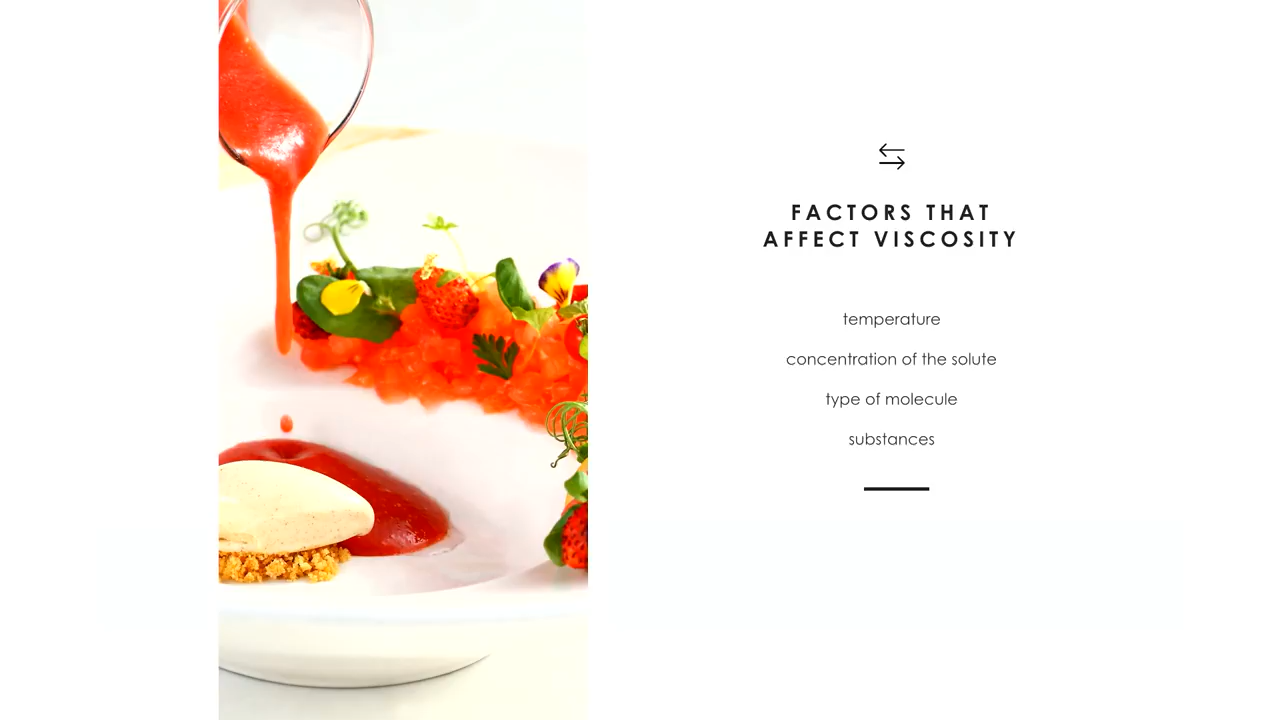 FACTORS THAT
AFFECT VISCOSITY
temperature
concentration of the solute
type of molecule
substances